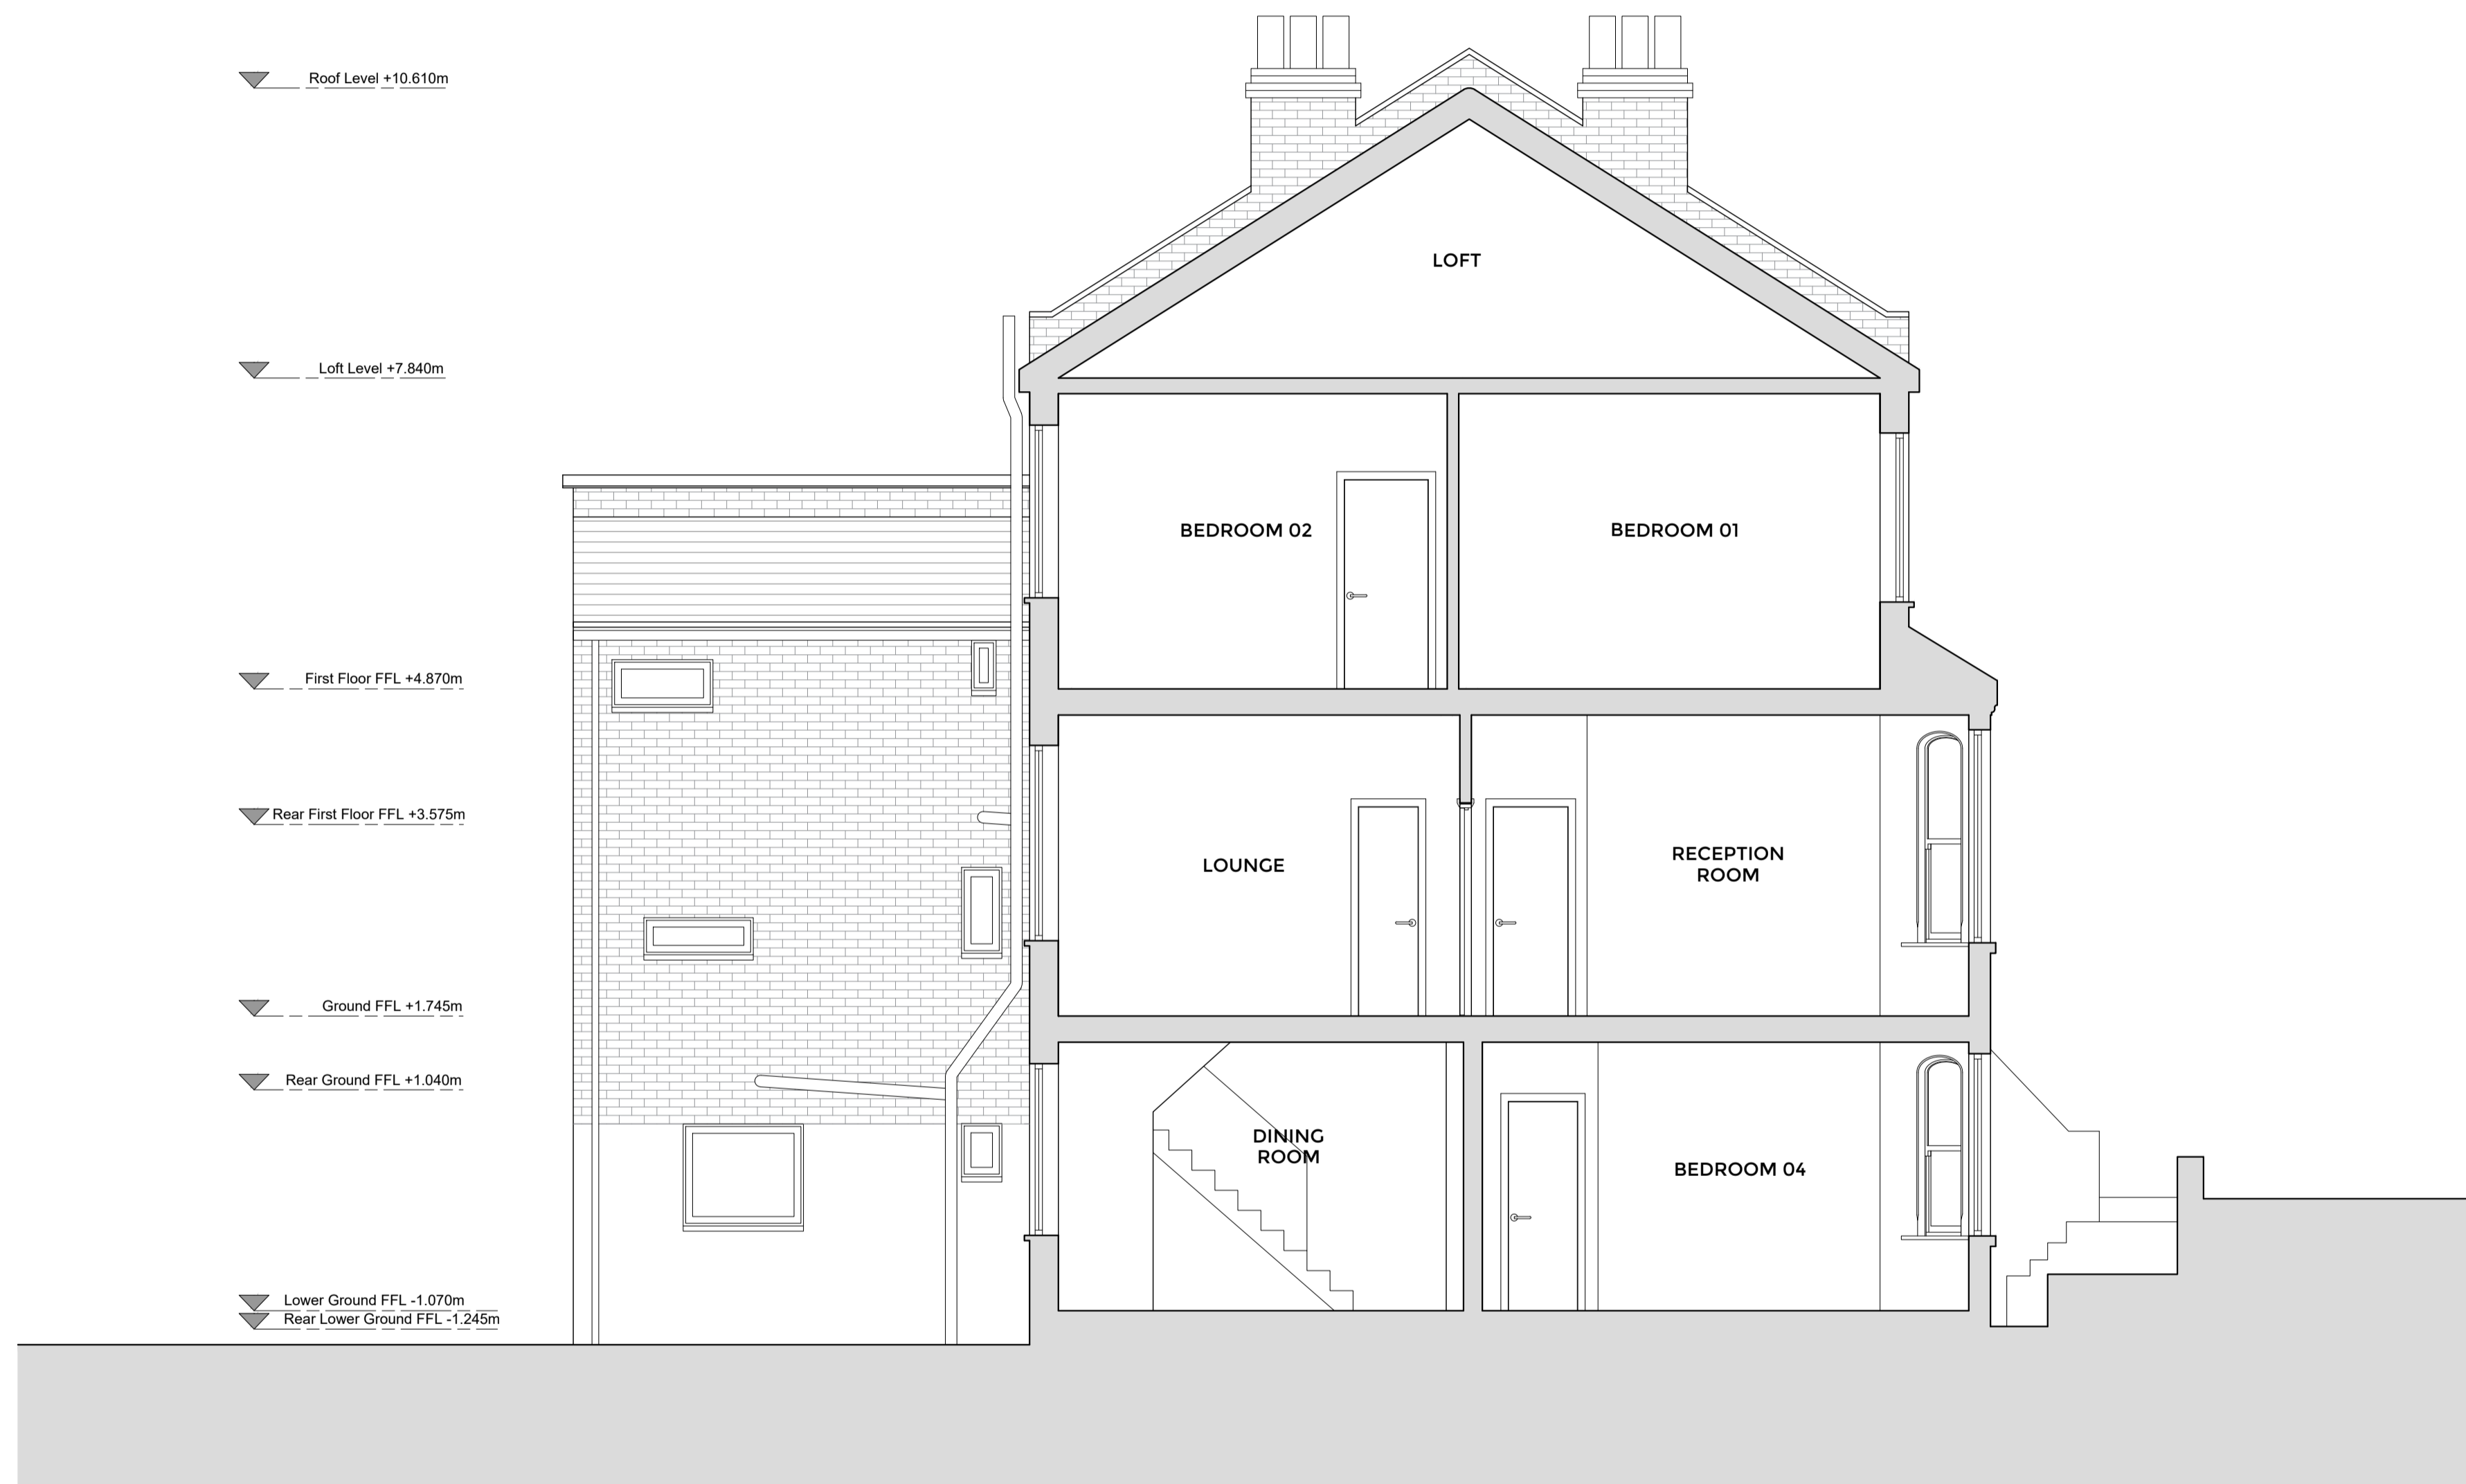 Roof Level +10.610m
Loft Level +7.840m
First Floor FFL +4.870m
Rear First Floor FFL +3.575m
Ground FFL +1.745m
Rear Ground FFL +1.040m
Lower Ground FFL -1.070m
Rear Lower Ground FFL -1.245m
LOFT
BEDROOM 02
BEDROOM 01
LOUNGE
RECEPTION
ROOM
DINING
ROOM
BEDROOM 04